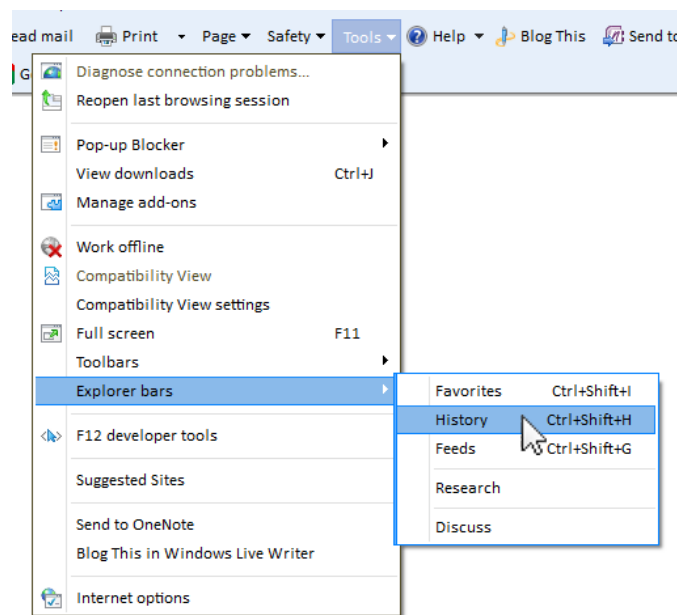 ead mail Print Page Safety Tools Help Blog This Send to
G
Diagnose connection problems...
Reopen last browsing session
Pop-up Blocker
View downloads Ctrl+J
Manage add-ons
Work offline
Compatibility View
Compatibility View settings
Full screen F11
Toolbars
Explorer bars
Favorites Ctrl+Shift+I
History Ctrl+Shift+H
Feeds Ctrl+Shift+G
F12 developer tools
Research
Suggested Sites
Discuss
Send to OneNote
Blog This in Windows Live Writer
Internet options